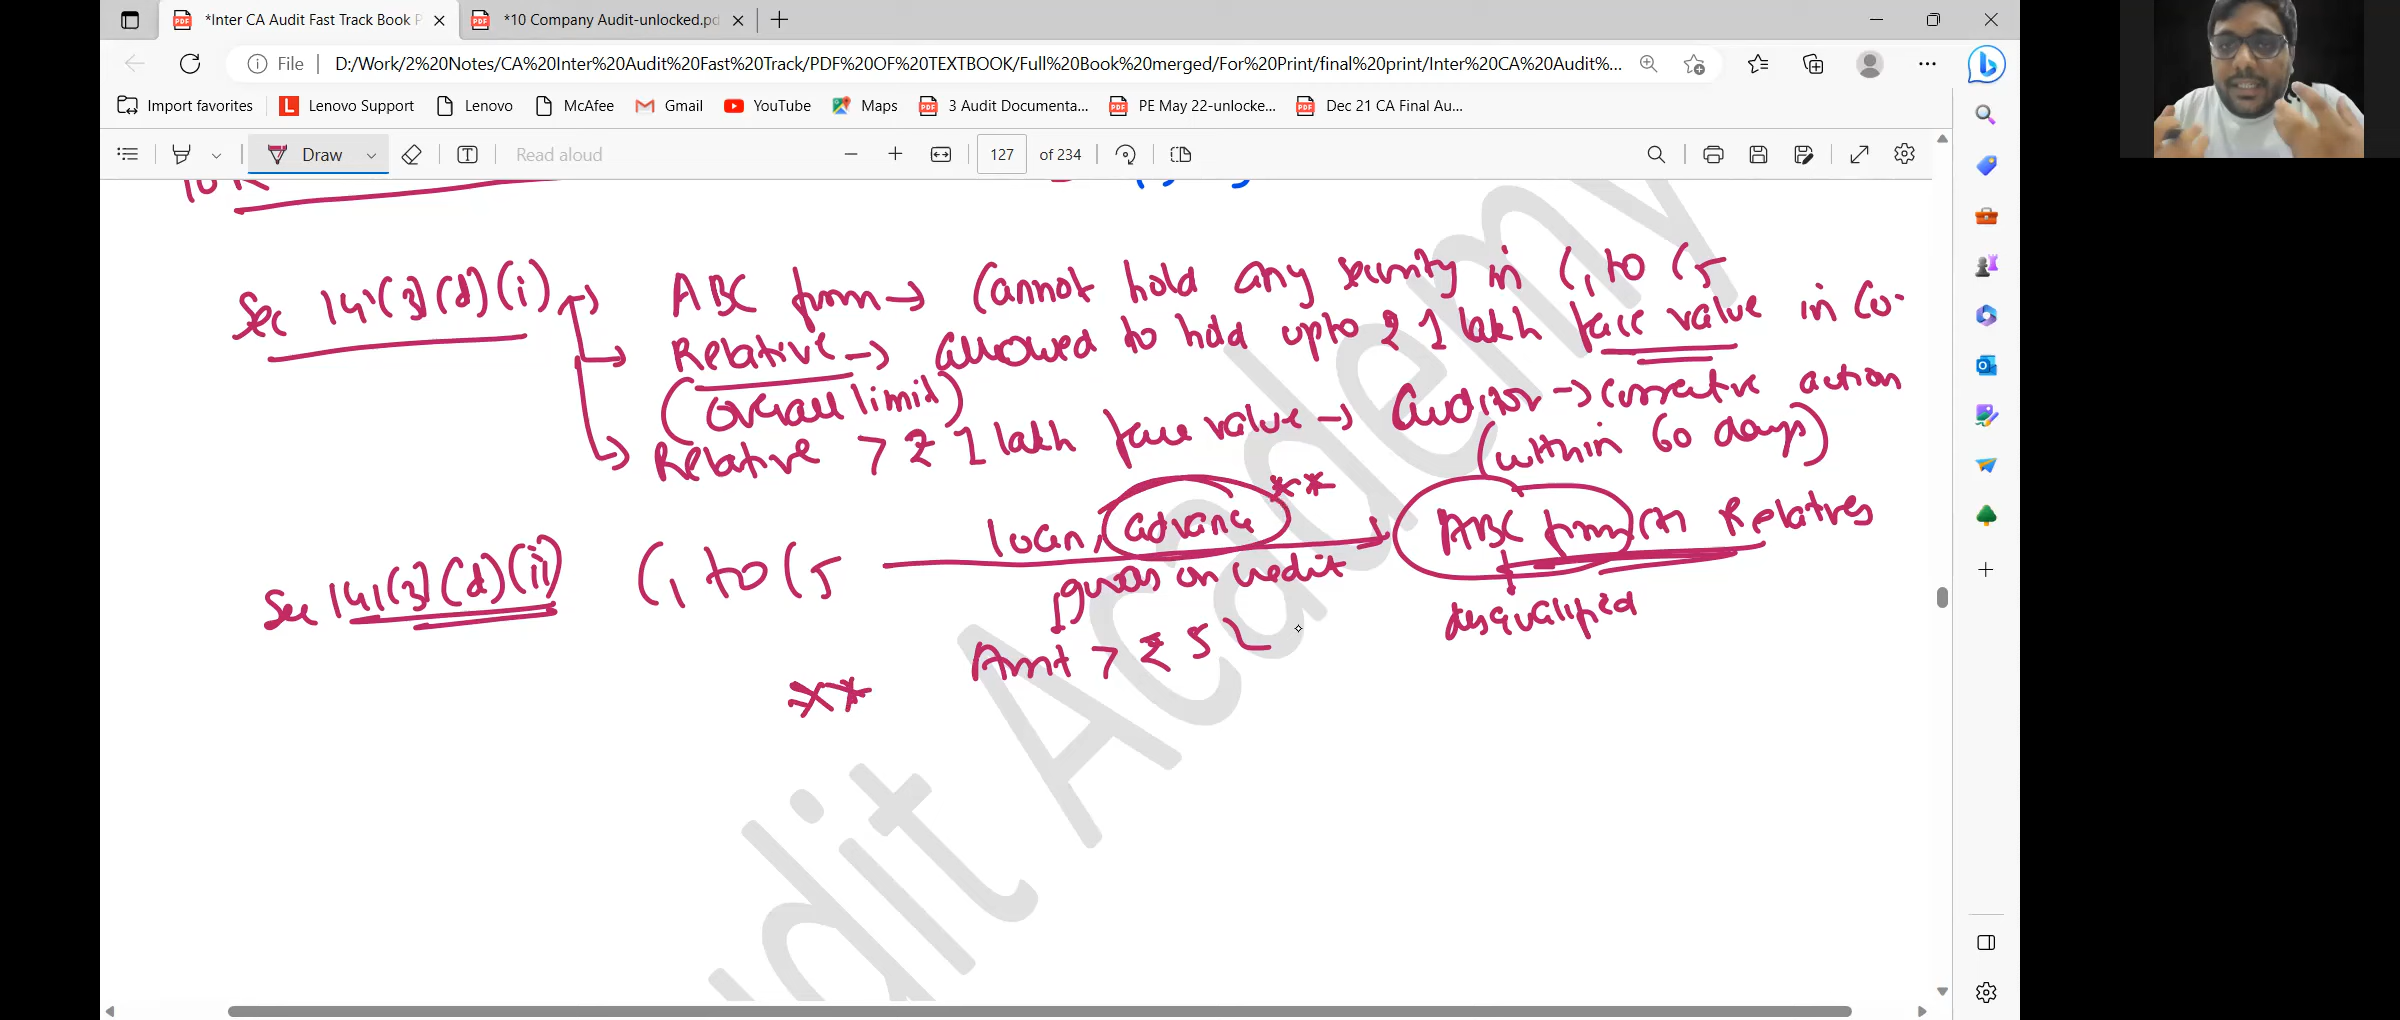 *Inter CA Audit Fast Track Book P
*10 Company Audit-unlocked.pd
File D:/Work/2%20Notes/CA%20Inter%20Audit%20Fast%20Track/PDF%20OF%20TEXTBOOK/Full%20Book%20merged/For%20Print/final%20print/Inter%20CA%20Audit%...
Import favorites Lenovo Support Lenovo McAfee Gmail YouTube Maps 3 Audit Documenta... PE May 22-unlocke... Dec 21 CA Final Au...
Draw Read aloud 127 of 234
Sec 141(3)(d)(i) → ABC firm → Cannot hold any security in C1 to C5
Relative → allowed to hold upto ₹ 1 lakh face value in Co.
(overall limit)
Relative > ₹ 1 lakh face value → Auditor → corrective action
(within 60 days)
Sec 141(3)(d)(ii) C1 to C5 loan, advance ** ABC firm Relatives
on credit
disqualified
Amt > ₹ 5 L
**
Audit Academy